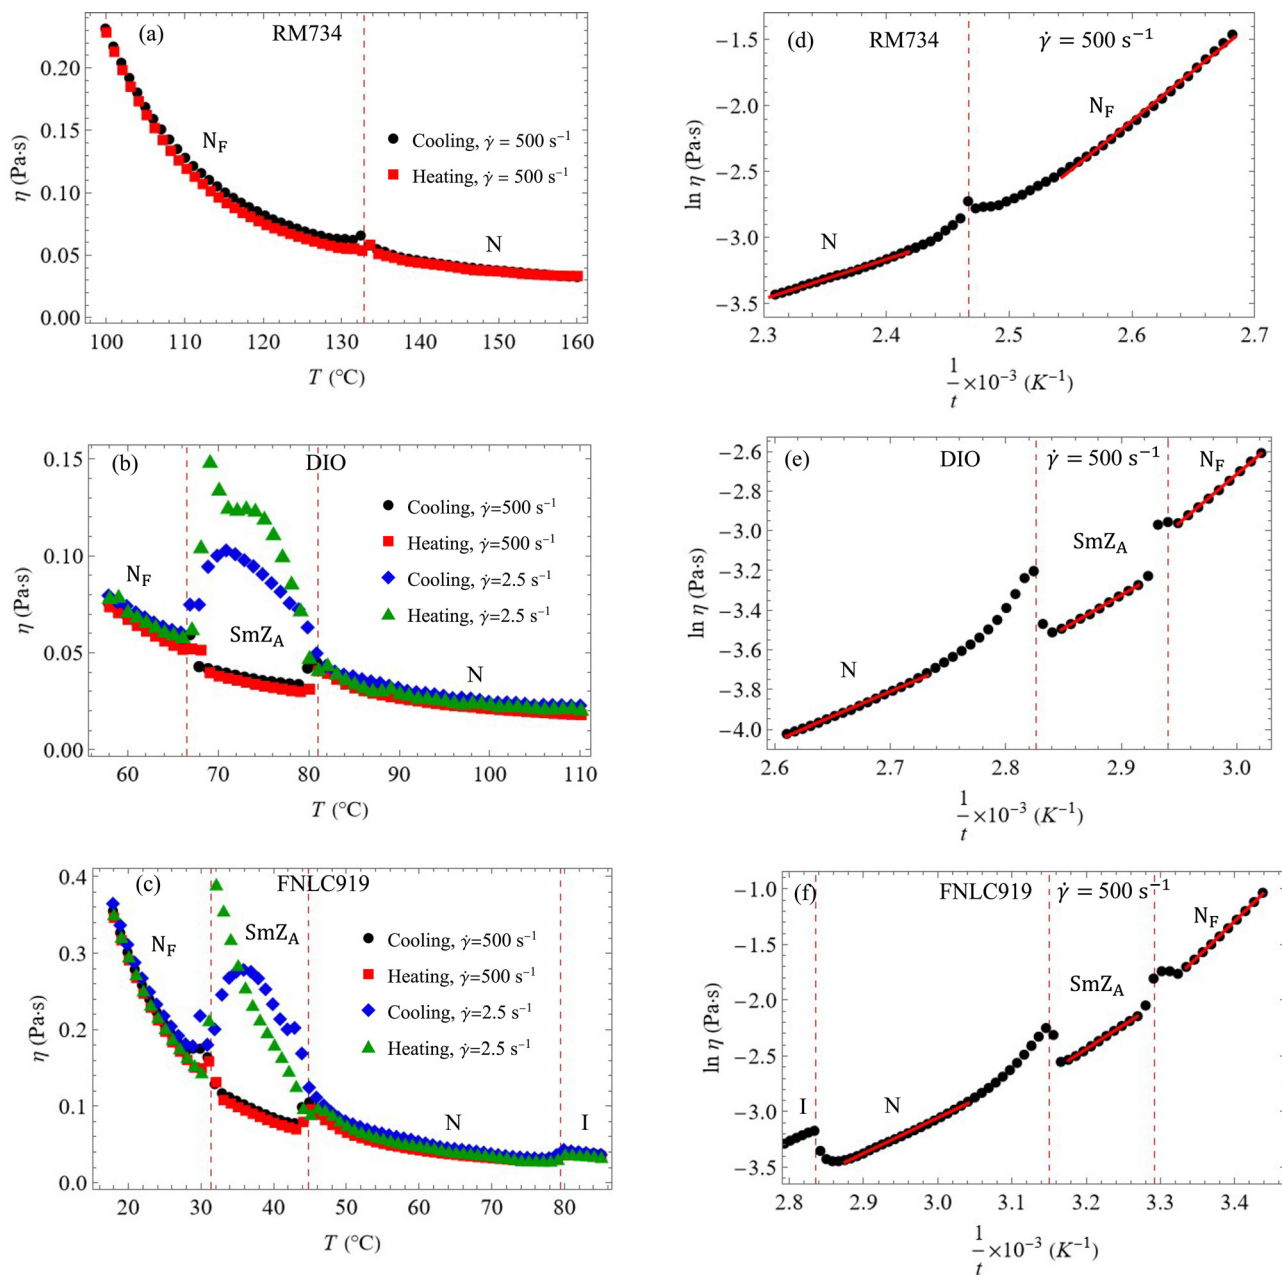 (a) RM734
0.20
0.15
0.10
0.05
0.00
η (Pa·s)
N_F
Cooling, γ̇ = 500 s⁻¹
Heating, γ̇ = 500 s⁻¹
N
100 110 120 130 140 150 160
T (°C)
(d) RM734 γ̇ = 500 s⁻¹
−1.5
−2.0
−2.5
−3.0
−3.5
ln η (Pa·s)
N_F
N
2.3 2.4 2.5 2.6 2.7
1/t ×10⁻³ (K⁻¹)
(b) DIO
0.15
0.10
0.05
0.00
η (Pa·s)
Cooling, γ̇=500 s⁻¹
Heating, γ̇=500 s⁻¹
Cooling, γ̇=2.5 s⁻¹
Heating, γ̇=2.5 s⁻¹
N_F
SmZ_A
N
60 70 80 90 100 110
T (°C)
(e) DIO γ̇ = 500 s⁻¹ N_F
−2.6
−2.8
−3.0
−3.2
−3.4
−3.6
−3.8
−4.0
ln η (Pa·s)
SmZ_A
N
2.6 2.7 2.8 2.9 3.0
1/t ×10⁻³ (K⁻¹)
(c) FNLC919
0.4
0.3
0.2
0.1
0.0
η (Pa·s)
N_F
SmZ_A
Cooling, γ̇=500 s⁻¹
Heating, γ̇=500 s⁻¹
Cooling, γ̇=2.5 s⁻¹
Heating, γ̇=2.5 s⁻¹
N I
20 30 40 50 60 70 80
T (°C)
(f) FNLC919 γ̇ = 500 s⁻¹
−1.0
−1.5
−2.0
−2.5
−3.0
−3.5
ln η (Pa·s)
N_F
SmZ_A
I N
2.8 2.9 3.0 3.1 3.2 3.3 3.4
1/t ×10⁻³ (K⁻¹)